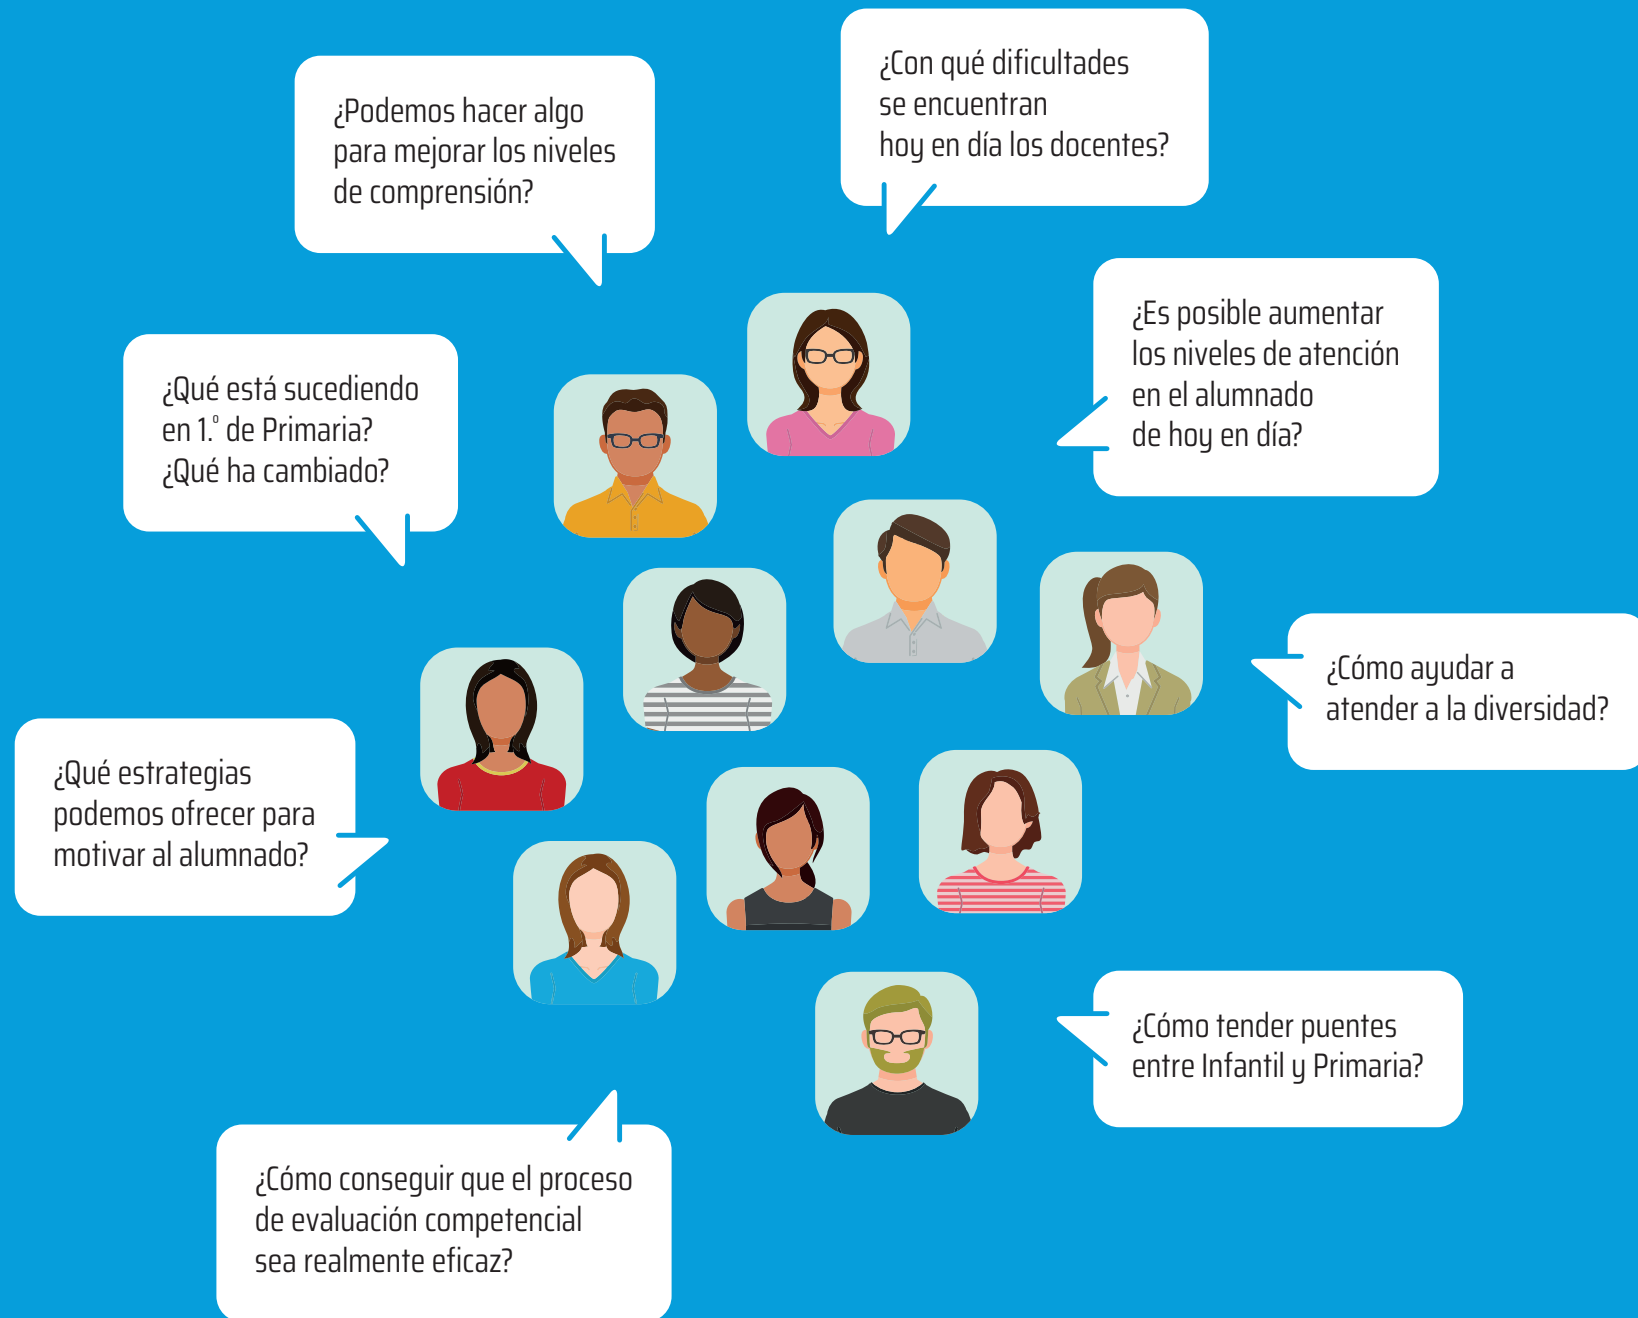 ¿Con qué dificultades
se encuentran
hoy en día los docentes?
¿Podemos hacer algo
para mejorar los niveles
de comprensión?
¿Es posible aumentar
los niveles de atención
en el alumnado
de hoy en día?
¿Qué está sucediendo
en 1.º de Primaria?
¿Qué ha cambiado?
¿Cómo ayudar a
atender a la diversidad?
¿Qué estrategias
podemos ofrecer para
motivar al alumnado?
¿Cómo tender puentes
entre Infantil y Primaria?
¿Cómo conseguir que el proceso
de evaluación competencial
sea realmente eficaz?